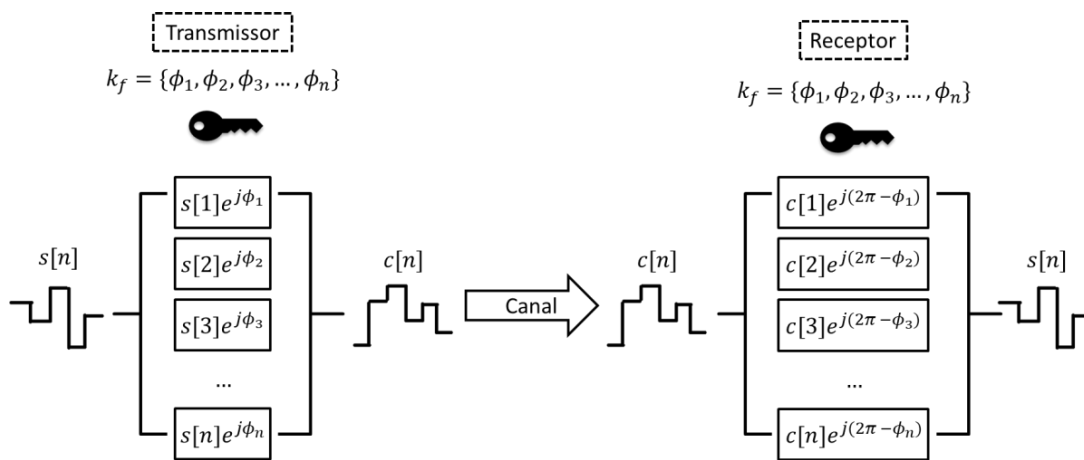 Transmissor
k_f = {ϕ_1, ϕ_2, ϕ_3, …, ϕ_n}
s[n]
s[1]e^{jϕ_1}
s[2]e^{jϕ_2}
s[3]e^{jϕ_3}
...
s[n]e^{jϕ_n}
c[n]
Canal
Receptor
k_f = {ϕ_1, ϕ_2, ϕ_3, …, ϕ_n}
c[n]
c[1]e^{j(2π−ϕ_1)}
c[2]e^{j(2π−ϕ_2)}
c[3]e^{j(2π−ϕ_3)}
...
c[n]e^{j(2π−ϕ_n)}
s[n]